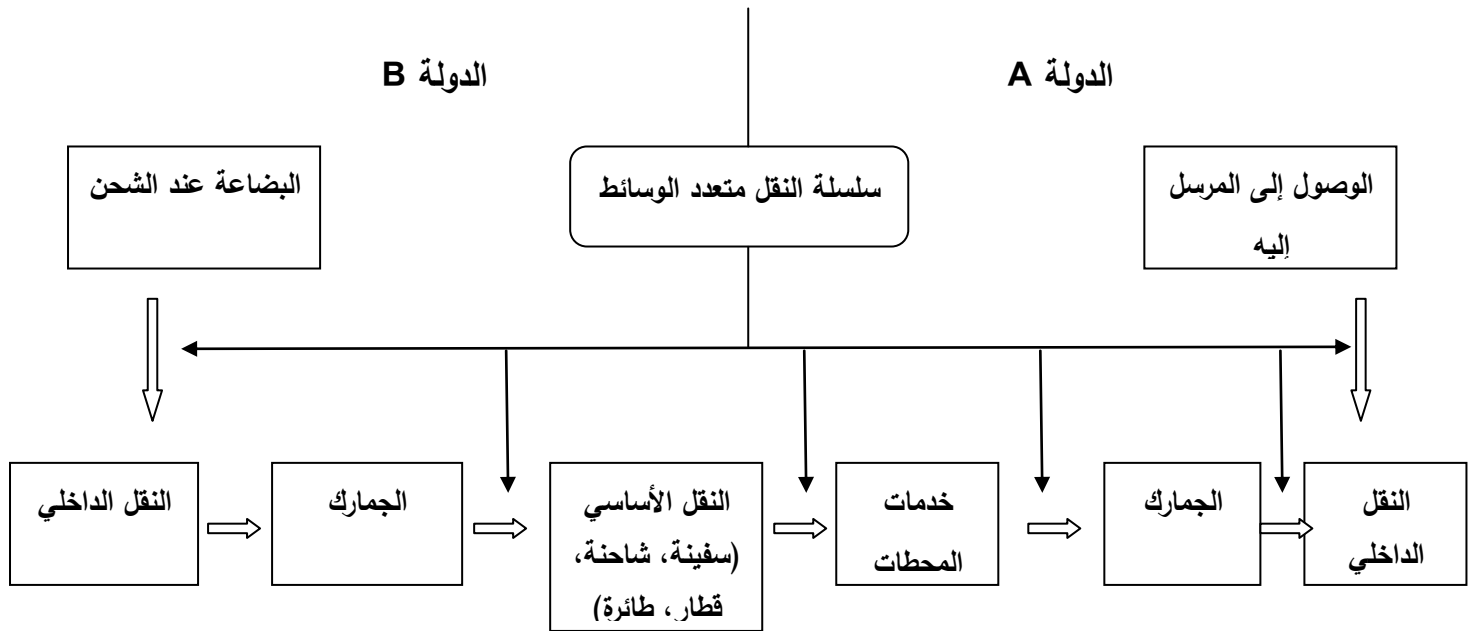 الدولة A
الدولة B
الوصول إلى المرسل
إليه
سلسلة النقل متعدد الوسائط
البضاعة عند الشحن
النقل
الداخلي
الجمارك
خدمات
المحطات
النقل الأساسي
(سفينة، شاحنة،
قطار، طائرة)
الجمارك
النقل الداخلي